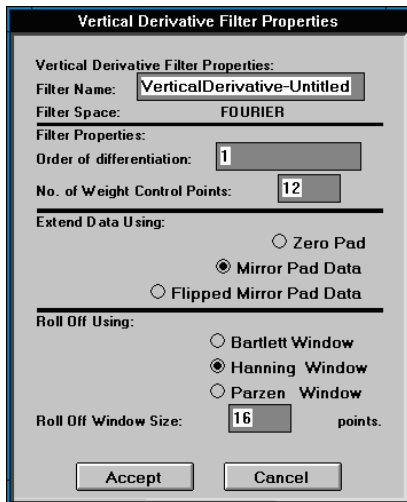 Vertical Derivative Filter Properties
Vertical Derivative Filter Properties:
Filter Name: VerticalDerivative-Untitled
Filter Space: FOURIER
Filter Properties:
Order of differentiation: 1
No. of Weight Control Points: 12
Extend Data Using:
Zero Pad
Mirror Pad Data
Flipped Mirror Pad Data
Roll Off Using:
Bartlett Window
Hanning Window
Parzen Window
Roll Off Window Size: 16 points.
Accept Cancel